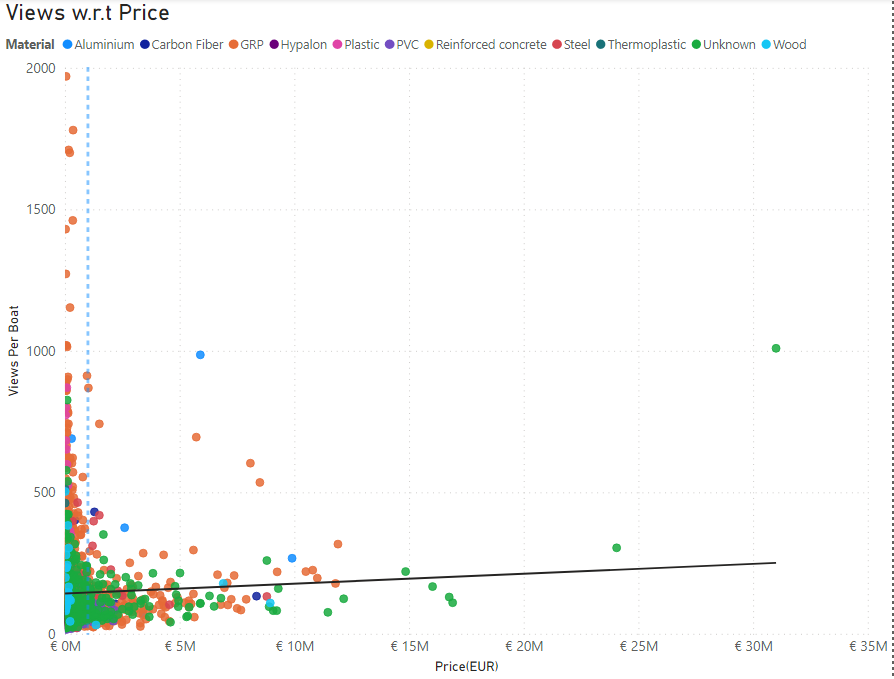 Views w.r.t Price
Material Aluminium Carbon Fiber GRP Hypalon Plastic PVC Reinforced concrete Steel Thermoplastic Unknown Wood
2000
1500
1000
500
0
Views Per Boat
€ 0M € 5M € 10M € 15M € 20M € 25M € 30M € 35M
Price(EUR)